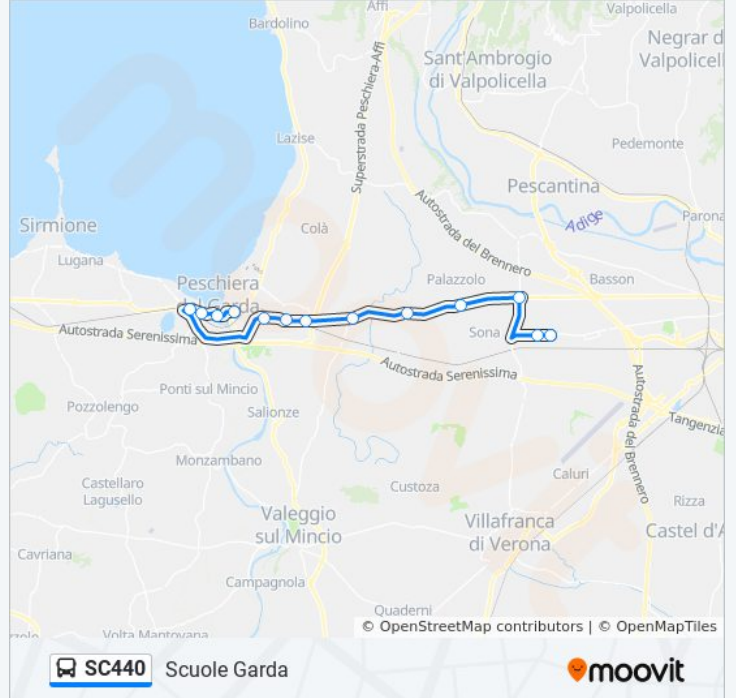 Affi
Valpolicella
Bardolino
Negrar d
Valpolicell
Sant'Ambrogio
di Valpolicella
Superstrada Peschiera-Affi
Lazise
Pedemonte
Pescantina
Autostrada del Brennero
Adige
Parona
Sirmione
Colà
Lugana
Peschiera
del Garda
Palazzolo
Basson
Autostrada Serenissima
Sona
Autostrada Serenissima
Autostrada del Brennero
Ponti sul Mincio
Pozzolengo
Salionze
Tangenzia
Monzambano
Castellaro
Lagusello
Custoza
Caluri
Rizza
Valeggio
sul Mincio
Villafranca
di Verona
Castel d'A
Cavriana
Campagnola
Quaderni
zole
Volta Mantovana
© OpenStreetMap contributors | © OpenMapTiles
SC440 Scuole Garda
moovit